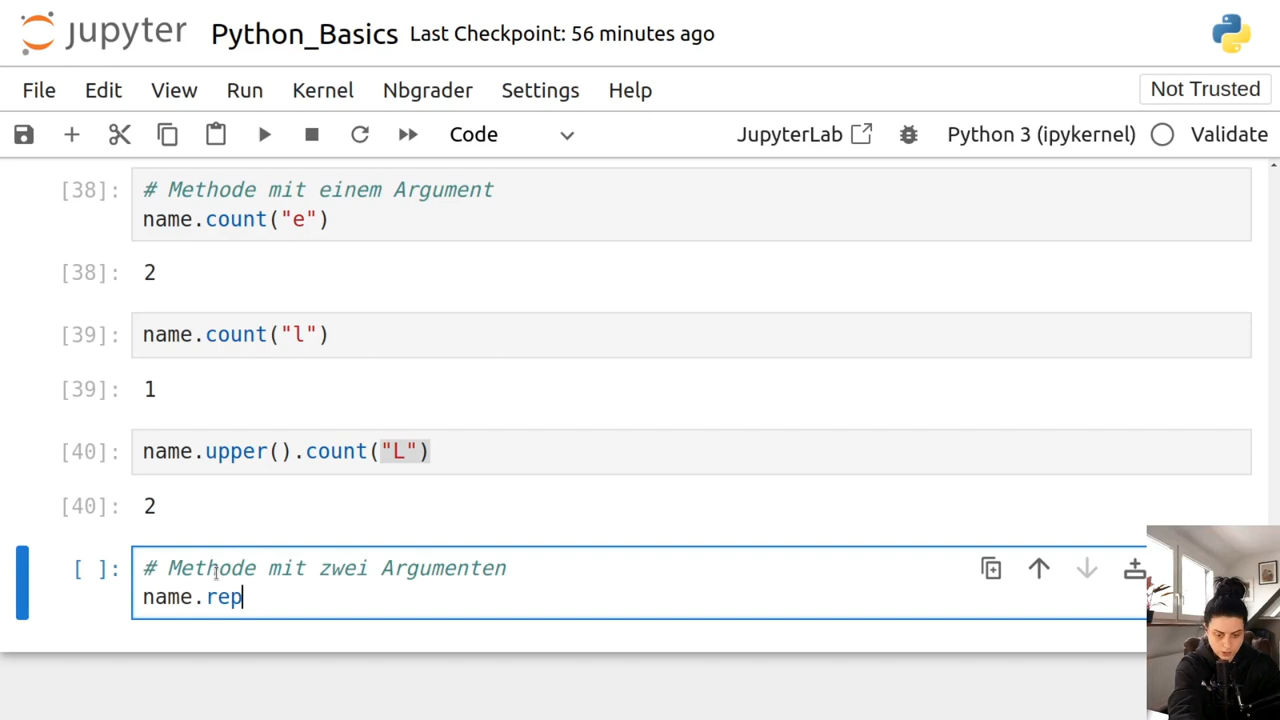 jupyter Python_Basics Last Checkpoint: 56 minutes ago
File Edit View Run Kernel Nbgrader Settings Help Not Trusted
Code JupyterLab Python 3 (ipykernel) Validate
[38]: # Methode mit einem Argument
name.count("e")
[38]: 2
[39]: name.count("l")
[39]: 1
[40]: name.upper().count("L")
[40]: 2
[ ]: # Methode mit zwei Argumenten
name.rep